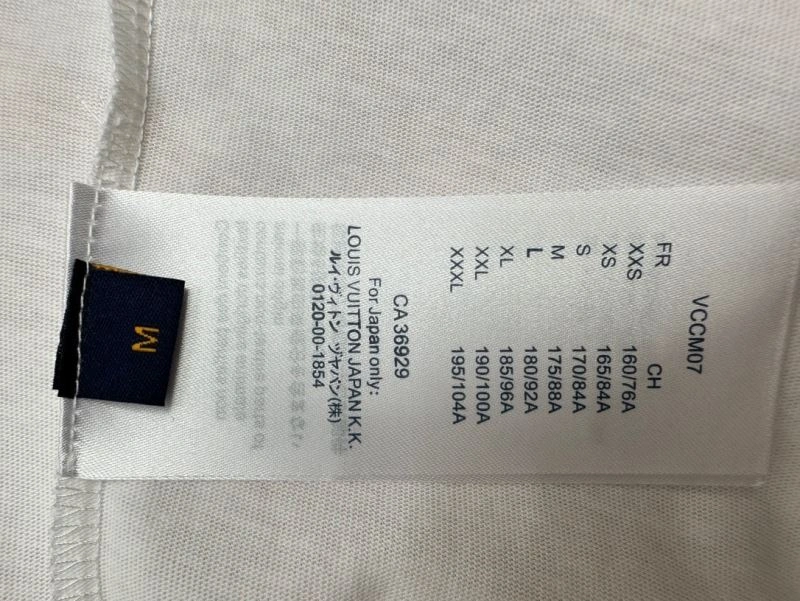 VCCM07
FR CH
XXS 160/76A
XS 165/84A
S 170/84A
M 175/88A
L 180/92A
XL 185/96A
XXL 190/100A
XXXL 195/104A
CA 36929
For Japan only:
LOUIS VUITTON JAPAN K.K.
ルイ・ヴィトン ヅャパン(株)
0120-00-1854
M